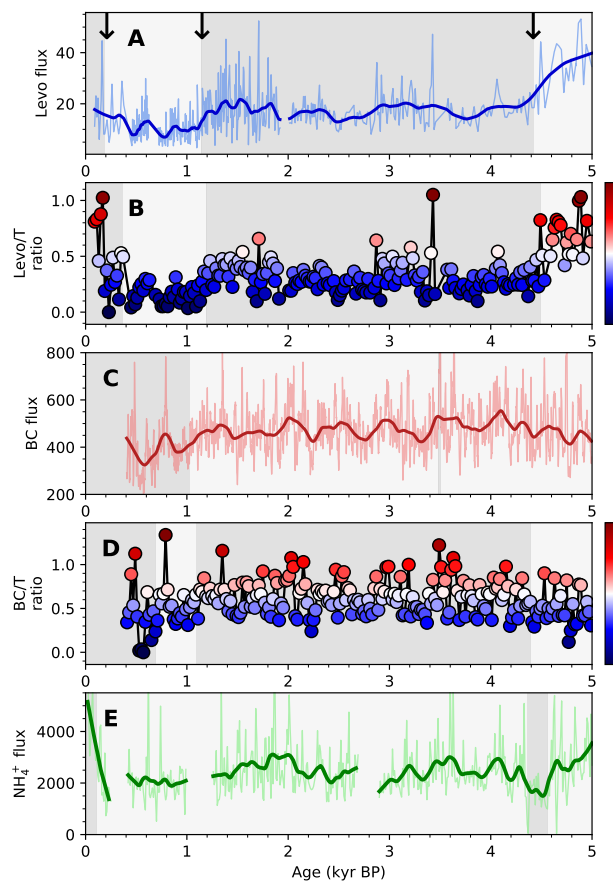 A
Levo flux
40
20
0 1 2 3 4 5
B
Levo/T
ratio
1.0
0.5
0.0
0 1 2 3 4 5
C
BC flux
800
600
400
200
0 1 2 3 4 5
D
BC/T
ratio
1.0
0.5
0.0
0 1 2 3 4 5
E
NH₄⁺ flux
4000
2000
0
0 1 2 3 4 5
Age (kyr BP)